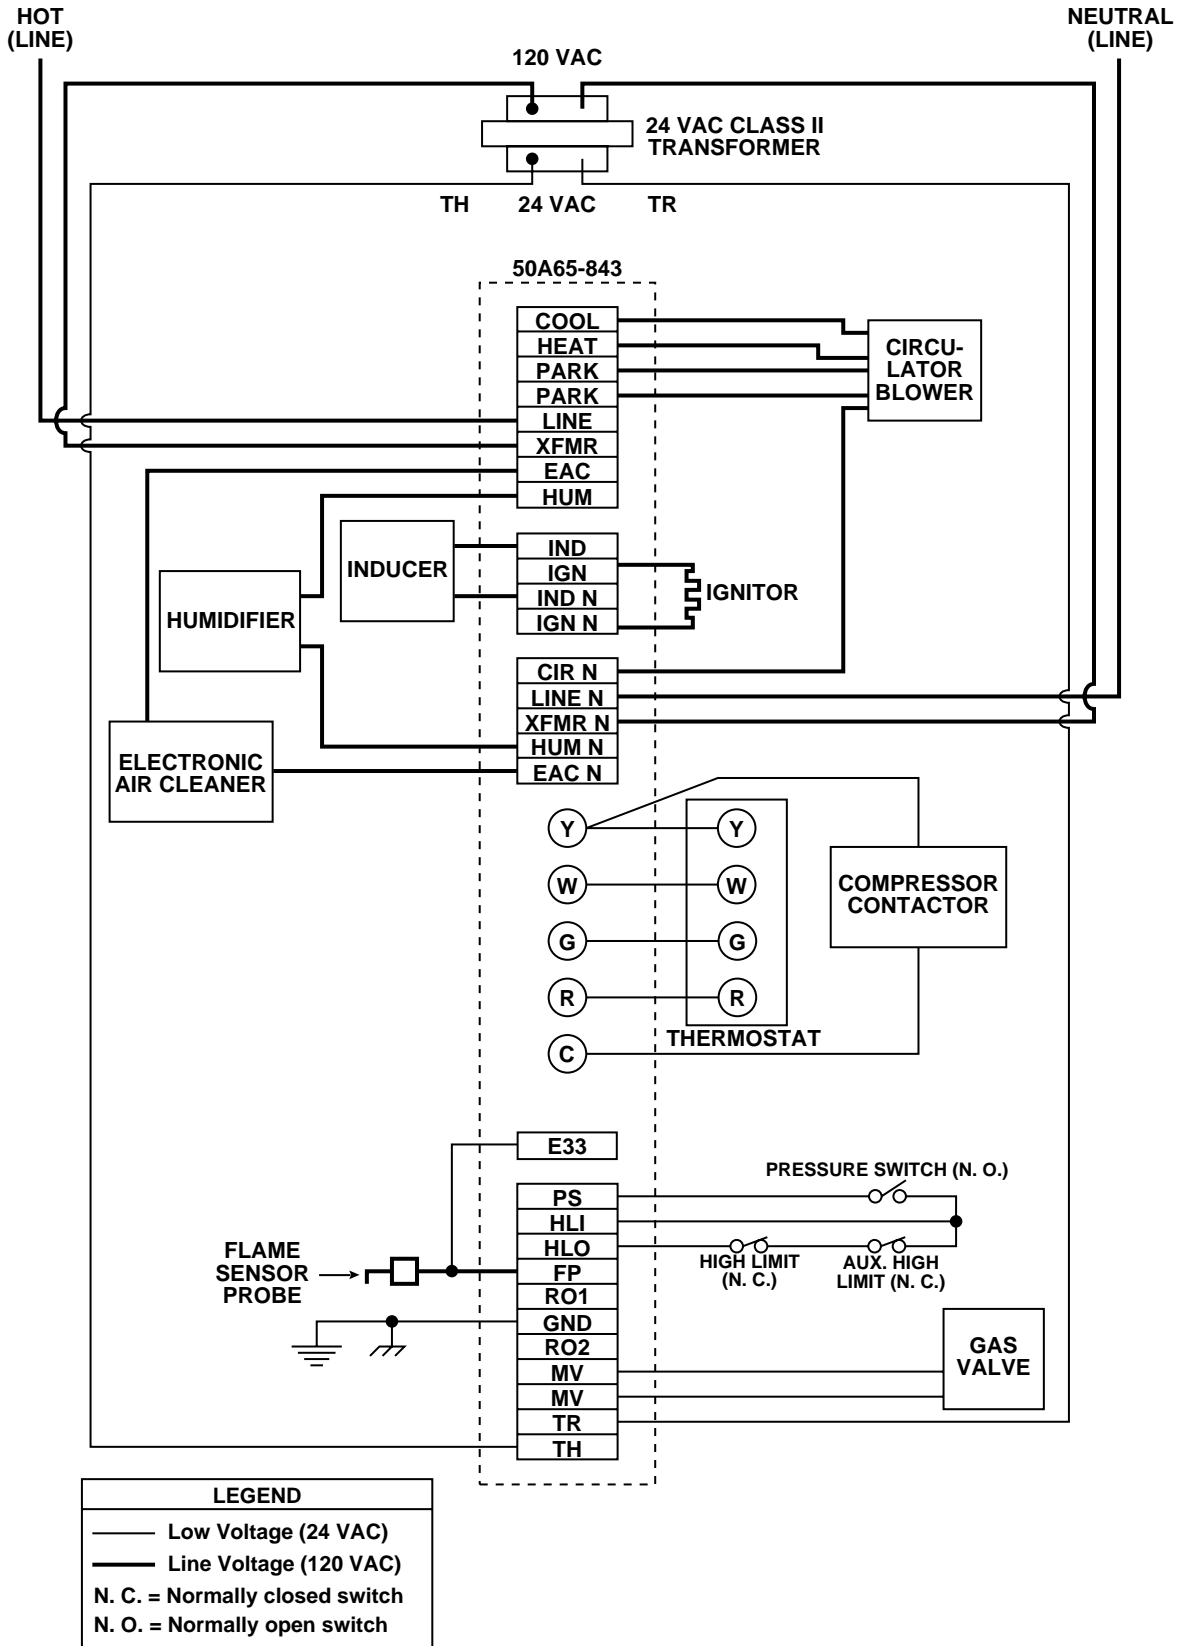 HOT
(LINE)
NEUTRAL
(LINE)
120 VAC
24 VAC CLASS II
TRANSFORMER
TH
24 VAC
TR
50A65-843
COOL
HEAT
PARK
PARK
LINE
XFMR
EAC
HUM
CIRCU-
LATOR
BLOWER
IND
IGN
IND N
IGN N
INDUCER
IGNITOR
HUMIDIFIER
CIR N
LINE N
XFMR N
HUM N
EAC N
ELECTRONIC
AIR CLEANER
Y
W
G
R
C
Y
W
G
R
THERMOSTAT
COMPRESSOR
CONTACTOR
E33
PS
HLI
HLO
FP
RO1
GND
RO2
MV
MV
TR
TH
PRESSURE SWITCH (N. O.)
HIGH LIMIT
(N. C.)
AUX. HIGH
LIMIT (N. C.)
FLAME
SENSOR
PROBE
GAS
VALVE
LEGEND
Low Voltage (24 VAC)
Line Voltage (120 VAC)
N. C. = Normally closed switch
N. O. = Normally open switch